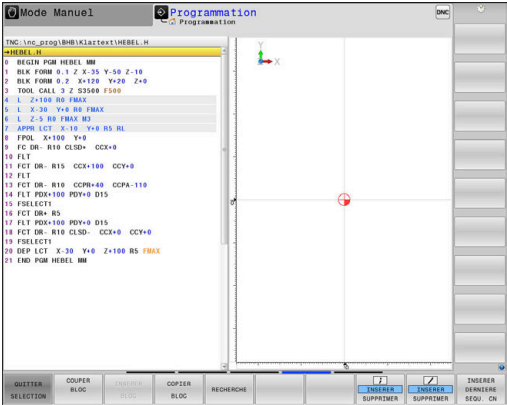 Mode Manuel
Programmation
Programmation
DNC
TNC:\nc_prog\BHB\Klartext\HEBEL.H
→HEBEL.H
0 BEGIN PGM HEBEL MM
1 BLK FORM 0.1 Z X-35 Y-50 Z-10
2 BLK FORM 0.2 X+120 Y+20 Z+0
3 TOOL CALL 3 Z S3500 F500
4 L Z+100 R0 FMAX
5 L X-30 Y+0 R0 FMAX
6 L Z-5 R0 FMAX M3
7 APPR LCT X-10 Y+0 R5 RL
8 FPOL X+100 Y+0
9 FC DR- R10 CLSD+ CCX+0
10 FLT
11 FCT DR- R15 CCX+100 CCY+0
12 FLT
13 FCT DR- R10 CCPR+40 CCPA-110
14 FLT PDX+100 PDY+0 D15
15 FSELECT1
16 FCT DR+ R5
17 FLT PDX+100 PDY+0 D15
18 FCT DR- R10 CLSD- CCX+0 CCY+0
19 FSELECT1
20 DEP LCT X-30 Y+0 Z+100 R5 FMAX
21 END PGM HEBEL MM
Y
X
0
0
QUITTER
SELECTION
COUPER
BLOC
INSERER
BLOC
COPIER
BLOC
RECHERCHE
INSERER
SUPPRIMER
INSERER
SUPPRIMER
INSERER
DERNIERE
SEQU. CN